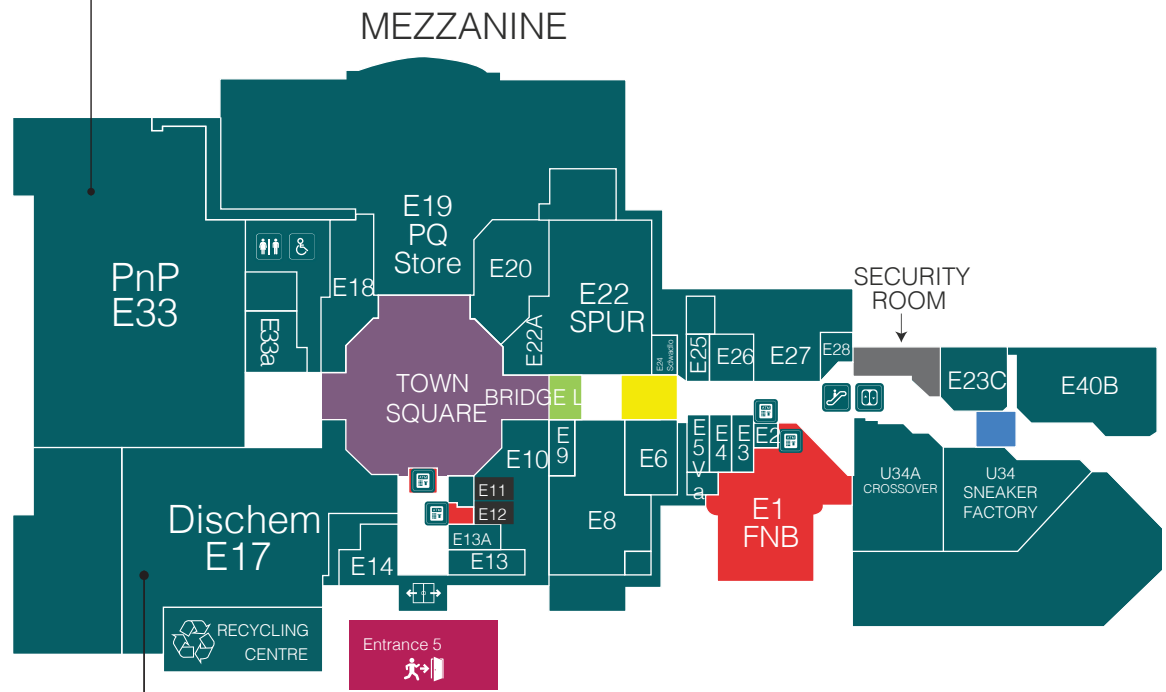 MEZZANINE
E19
PQ
Store
PnP
E33
E18
E20
E22
SPUR
E22A
E33a
E24
Sdwadlo
E25
E26
E27
E28
SECURITY
ROOM
E23C
E40B
TOWN
SQUARE
BRIDGE L
E9
E10
E6
E5
Va
E4
E3
E2
E1
FNB
U34A
CROSSOVER
U34
SNEAKER
FACTORY
E11
E12
E13A
E13
E14
E8
Dischem
E17
RECYCLING
CENTRE
Entrance 5